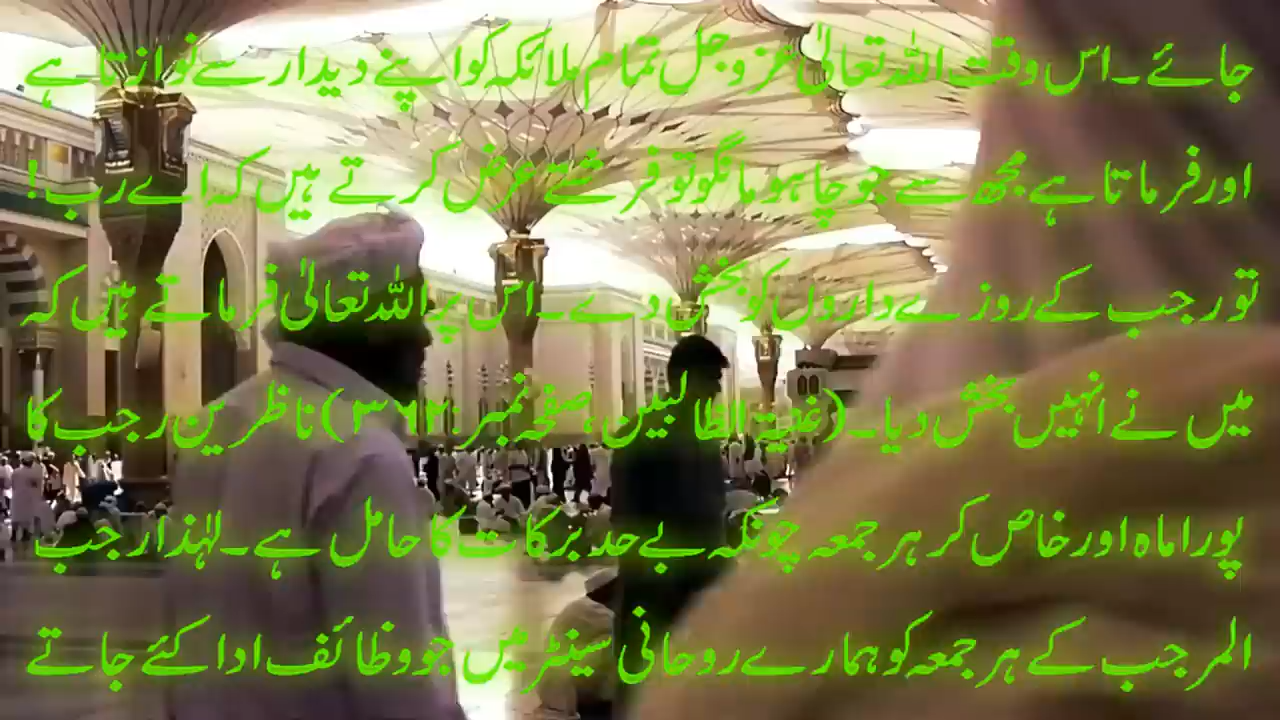 جائے ۔اس وقت اللہ تعالیٰ عزوجل تمام ملائکہ کو اپنے دیدار سے نوازتا ہے
اور فرماتا ہے مجھ سے جو چاہو مانگو تو فرشتے عرض کرتے ہیں کہ اے رب!
تو رجب کے روزے داروں کو بخش دے۔اس پر اللہ تعالیٰ فرماتے ہیں کہ
میں نے انہیں بخش دیا۔(غنیۃ الطالبین،صفحہ نمبر:۳۶۲) ناظرین رجب کا
پورا ماہ اور خاص کر ہر جمعہ چونکہ بے حد برکات کا حامل ہے۔لہٰذا رجب
المرجب کے ہر جمعہ کو ہمارے روحانی سینٹر میں جو وظائف ادا کئے جاتے